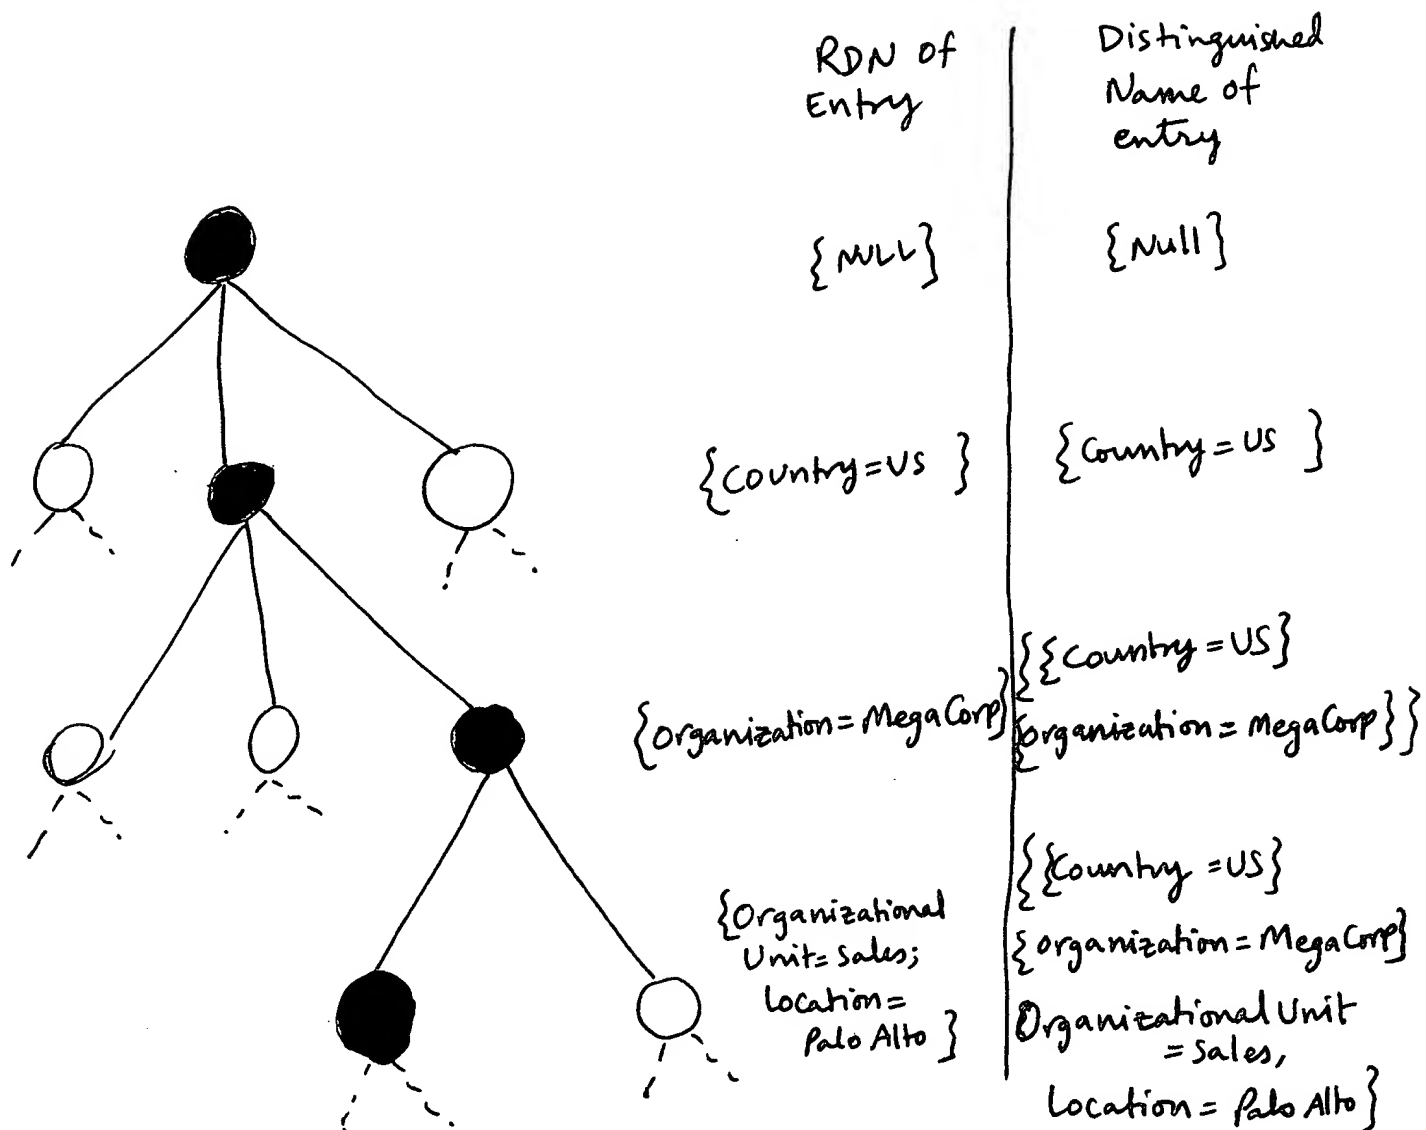 RDN of
Entry
Distinguished
Name of
entry
{NULL}
{Null}
{Country=US }
{Country=US }
{Organization=MegaCorp}
{{Country=US}
{organization=MegaCorp}}
{Organizational
Unit=Sales;
Location=
Palo Alto }
{{Country =US}
{organization=MegaCorp}
Organizational Unit
=Sales,
Location= Palo Alto}